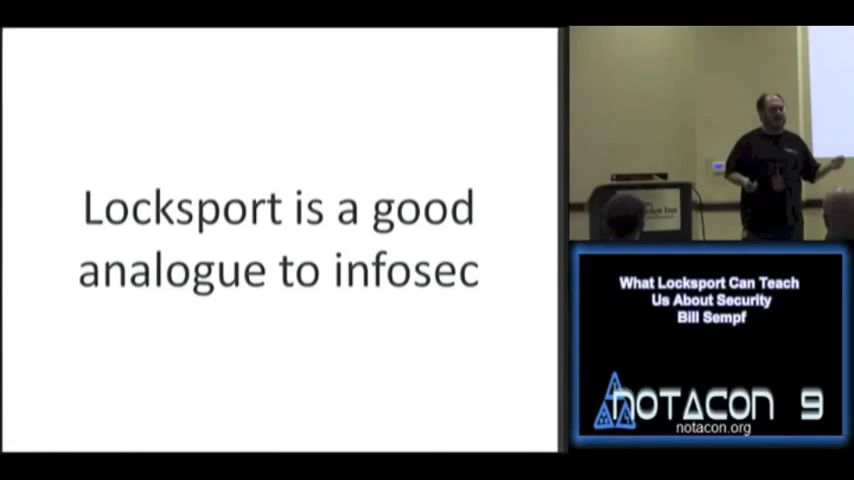 Locksport is a good
analogue to infosec
What Locksport Can Teach
Us About Security
Bill Sempf
NOTACON 9
notacon.org